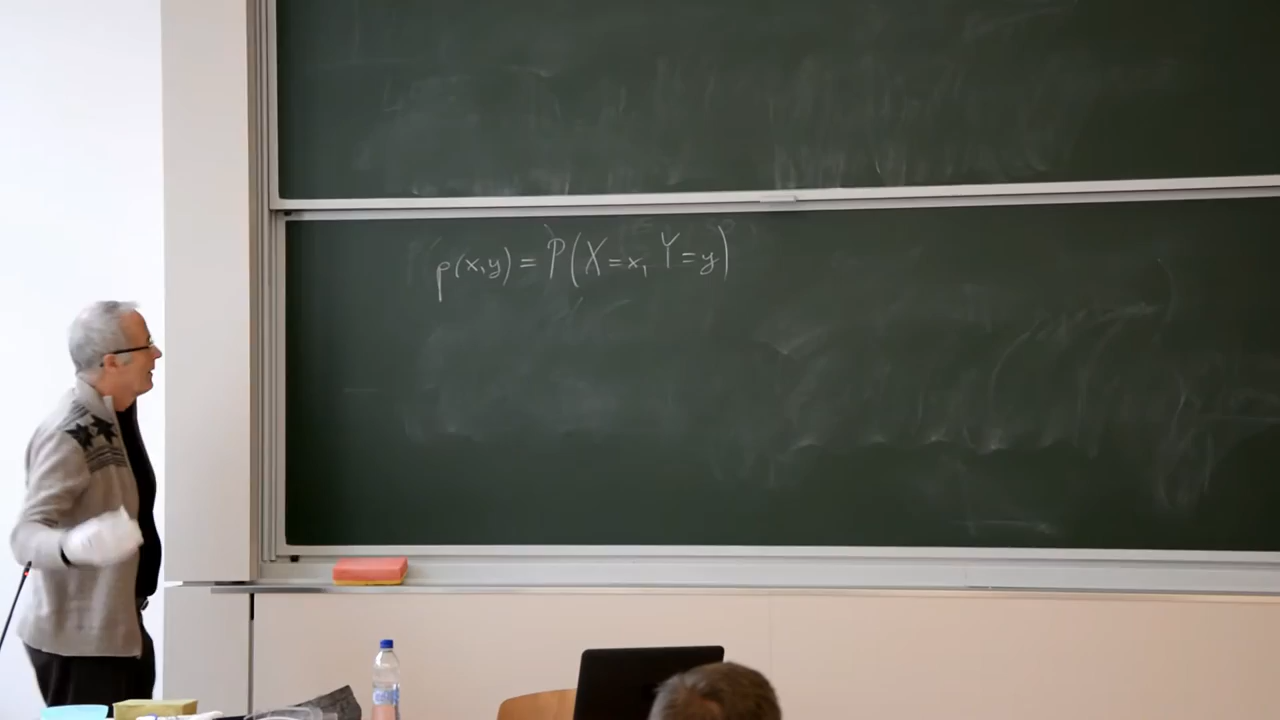 p(x,y) = P(X=x, Y=y)